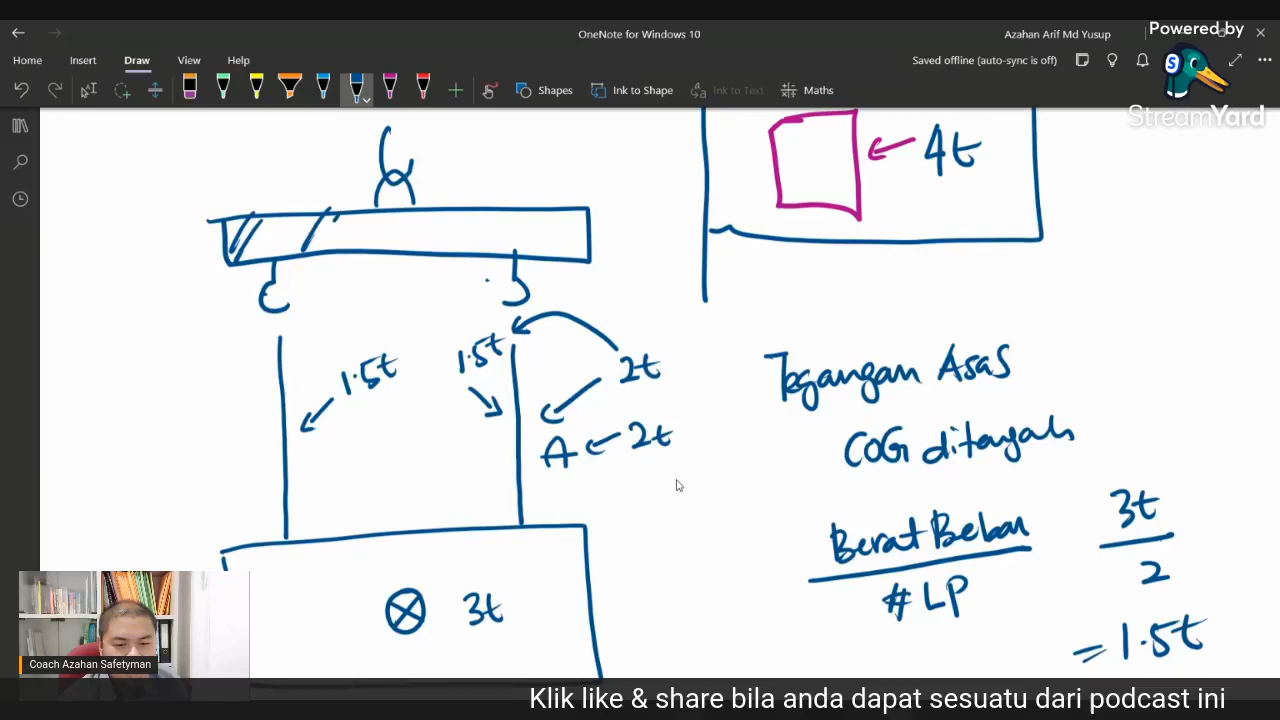 OneNote for Windows 10
Azahan Arif Md Yusup
Powered by
StreamYard
Home
Insert
Draw
View
Help
Saved offline (auto-sync is off)
Shapes
Ink to Shape
Ink to Text
Maths
4t
1.5t
1.5t
2t
A ← 2t
3t
Tegangan Asas
COG ditengah
Berat Beban
# LP
3t
2
= 1.5t
Coach Azahan Safetyman
Klik like & share bila anda dapat sesuatu dari podcast ini